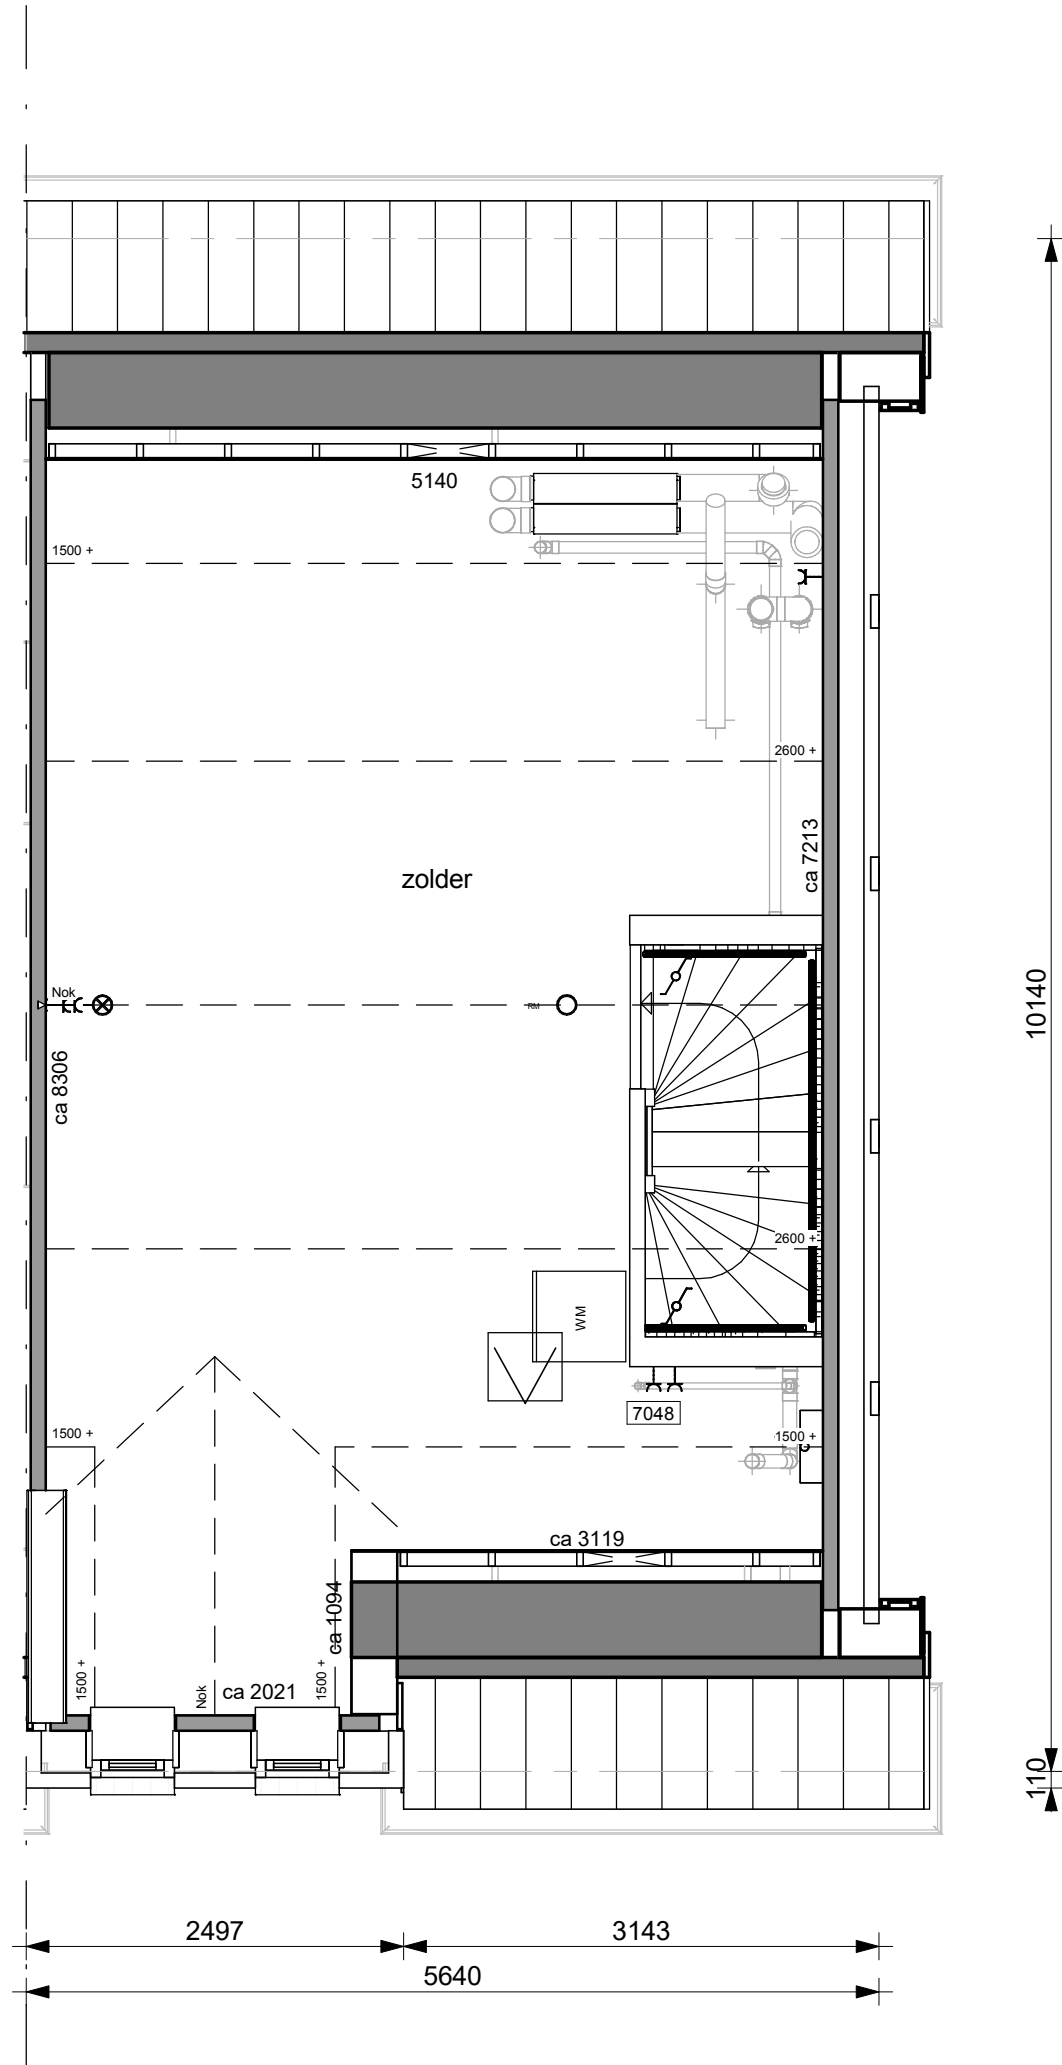 5140
1500 +
2600 +
ca 7213
zolder
10140
Nok
RM
ca 8306
2600 +
WM
7048
1500 +
1500 +
ca 3119
ca 1094
1500 +
Nok
ca 2021
1500 +
110
2497
3143
5640